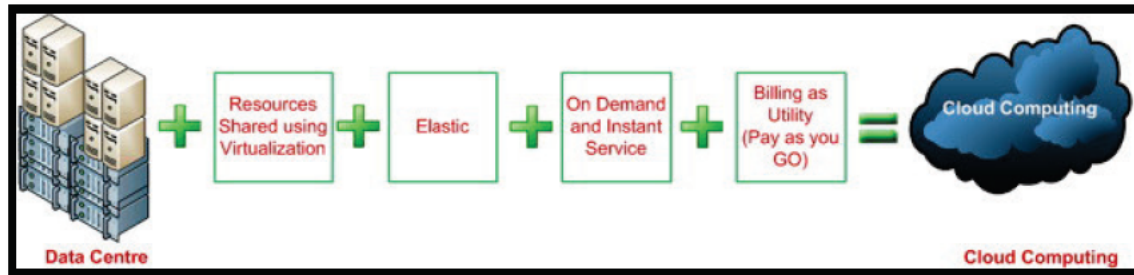 Resources
Shared using
Virtualization
Elastic
On Demand
and Instant
Service
Billing as
Utility
(Pay as you
GO)
Cloud Computing
Data Centre
Cloud Computing